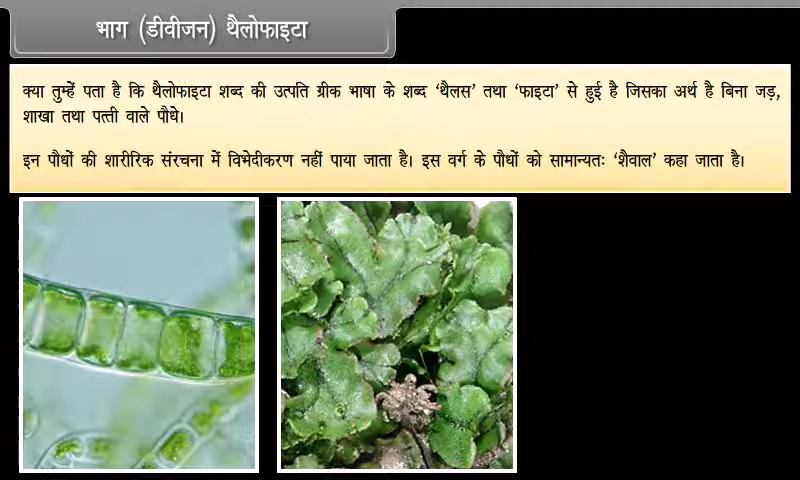 भाग (डीवीजन) थैलोफाइटा
क्या तुम्हें पता है कि थैलोफाइटा शब्द की उत्पति ग्रीक भाषा के शब्द ‘थैलस’ तथा ‘फाइटा’ से हुई है जिसका अर्थ है बिना जड़,
शाखा तथा पत्ती वाले पौधे।
इन पौधों की शारीरिक संरचना में विभेदीकरण नहीं पाया जाता है। इस वर्ग के पौधों को सामान्यतः ‘शैवाल’ कहा जाता है।